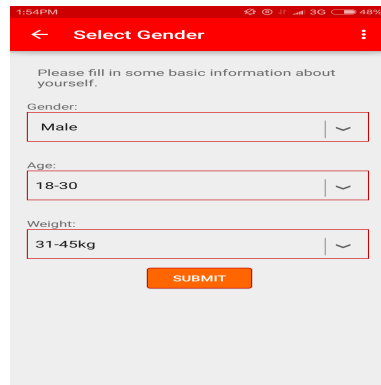 1:54PM 3G 48%
Select Gender
Please fill in some basic information about
yourself.
Gender:
Male
Age:
18-30
Weight:
31-45kg
SUBMIT